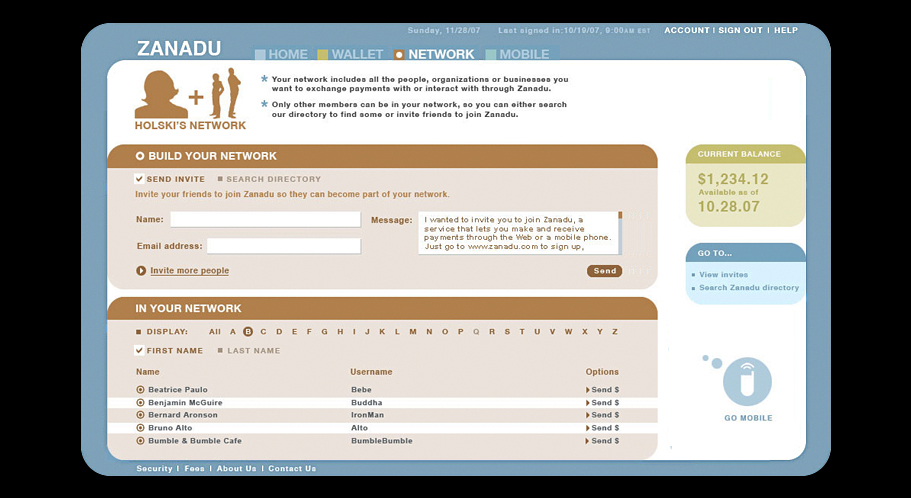 Sunday, 11/28/07 Last signed in:10/19/07, 9:00AM EST ACCOUNT | SIGN OUT | HELP
ZANADU
HOME WALLET NETWORK MOBILE
HOLSKI'S NETWORK
* Your network includes all the people, organizations or businesses you
want to exchange payments with or interact with through Zanadu.
* Only other members can be in your network, so you can either search
our directory to find some or invite friends to join Zanadu.
BUILD YOUR NETWORK
SEND INVITE SEARCH DIRECTORY
Invite your friends to join Zanadu so they can become part of your network.
Name:
Email address:
Invite more people
Message:
I wanted to invite you to join Zanadu, a
service that lets you make and receive
payments through the Web or a mobile phone.
Just go to www.zanadu.com to sign up,
Send
IN YOUR NETWORK
DISPLAY: All A B C D E F G H I J K L M N O P Q R S T U V W X Y Z
FIRST NAME LAST NAME
Name Username Options
Beatrice Paulo Bebe Send $
Benjamin McGuire Buddha Send $
Bernard Aronson IronMan Send $
Bruno Alto Alto Send $
Bumble & Bumble Cafe BumbleBumble Send $
CURRENT BALANCE
$1,234.12
Available as of
10.28.07
GO TO...
View invites
Search Zanadu directory
GO MOBILE
Security | Fees | About Us | Contact Us